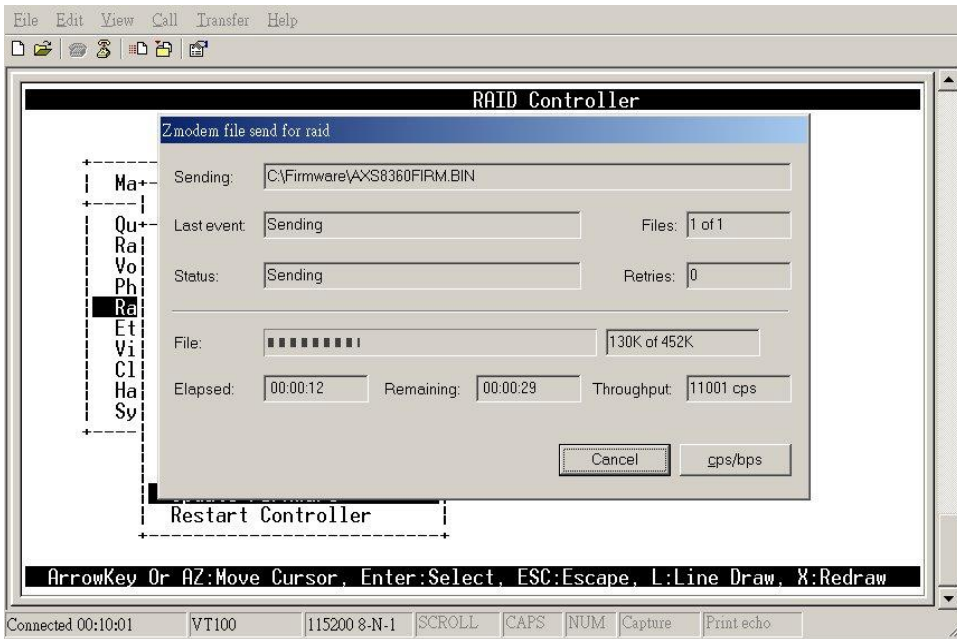 File Edit View Call Transfer Help
RAID Controller
Zmodem file send for raid
Sending: C:\Firmware\AXS8360FIRM.BIN
Last event: Sending Files: 1 of 1
Status: Sending Retries: 0
File: 130K of 452K
Elapsed: 00:00:12 Remaining: 00:00:29 Throughput: 11001 cps
Cancel cps/bps
Ma
Qu
Ra
Vo
Ph
Ra
Et
Vi
Cl
Ha
Sy
Restart Controller
ArrowKey Or AZ:Move Cursor, Enter:Select, ESC:Escape, L:Line Draw, X:Redraw
Connected 00:10:01 VT100 115200 8-N-1 SCROLL CAPS NUM Capture Print echo